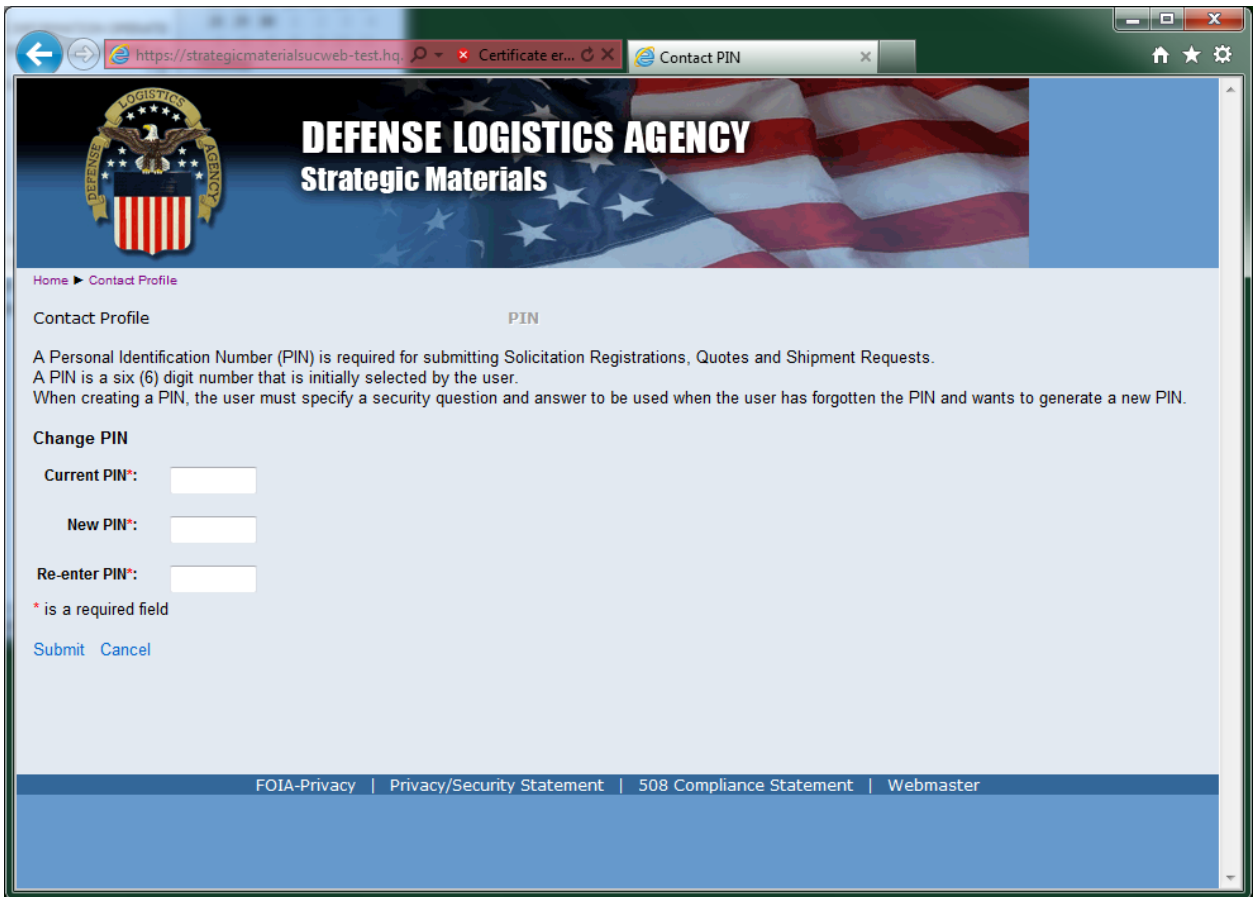 https://strategicmaterialsucweb-test.hq.
Certificate er...
Contact PIN
DEFENSE LOGISTICS AGENCY
DEFENSE LOGISTICS AGENCY
Strategic Materials
Home ► Contact Profile
Contact Profile
PIN
A Personal Identification Number (PIN) is required for submitting Solicitation Registrations, Quotes and Shipment Requests.
A PIN is a six (6) digit number that is initially selected by the user.
When creating a PIN, the user must specify a security question and answer to be used when the user has forgotten the PIN and wants to generate a new PIN.
Change PIN
Current PIN*:
New PIN*:
Re-enter PIN*:
* is a required field
Submit Cancel
FOIA-Privacy | Privacy/Security Statement | 508 Compliance Statement | Webmaster